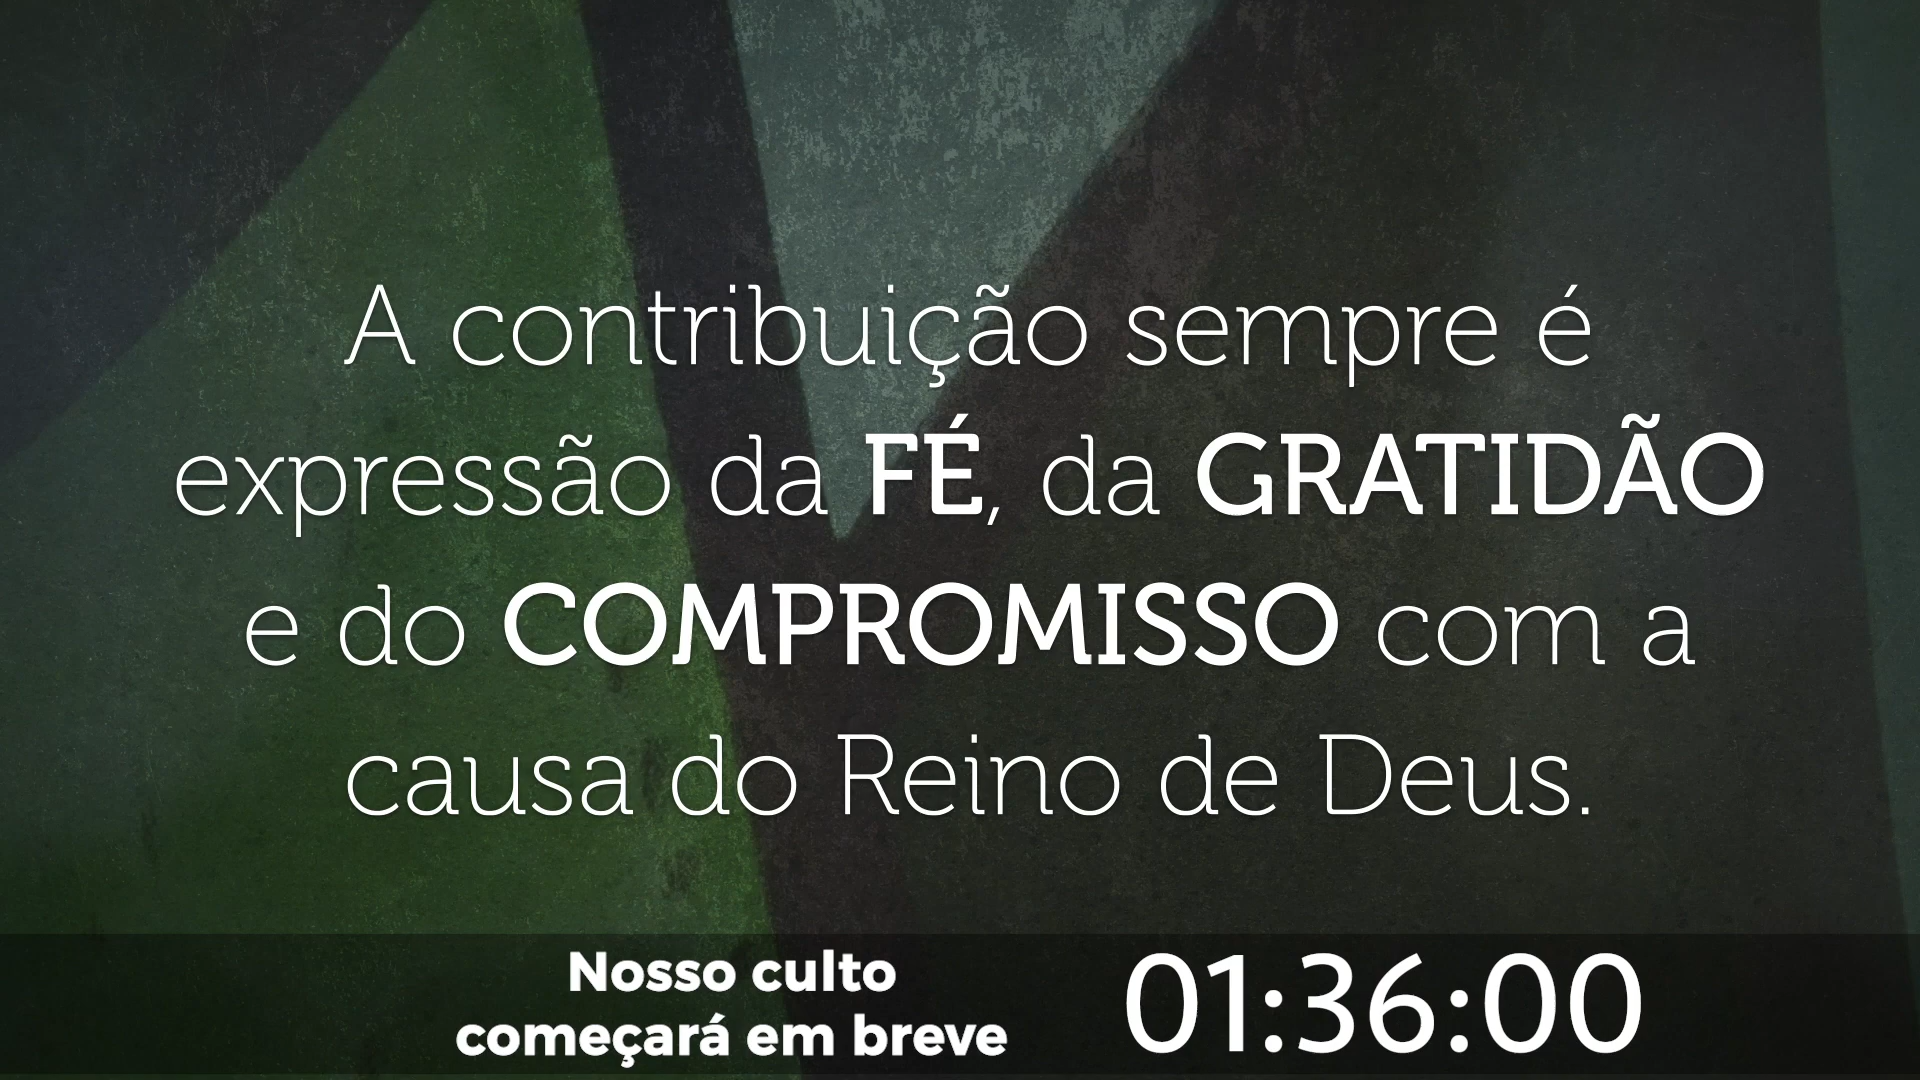 A contribuição sempre é
expressão da FÉ, da GRATIDÃO
e do COMPROMISSO com a
causa do Reino de Deus.
Nosso culto
começará em breve
01:36:00